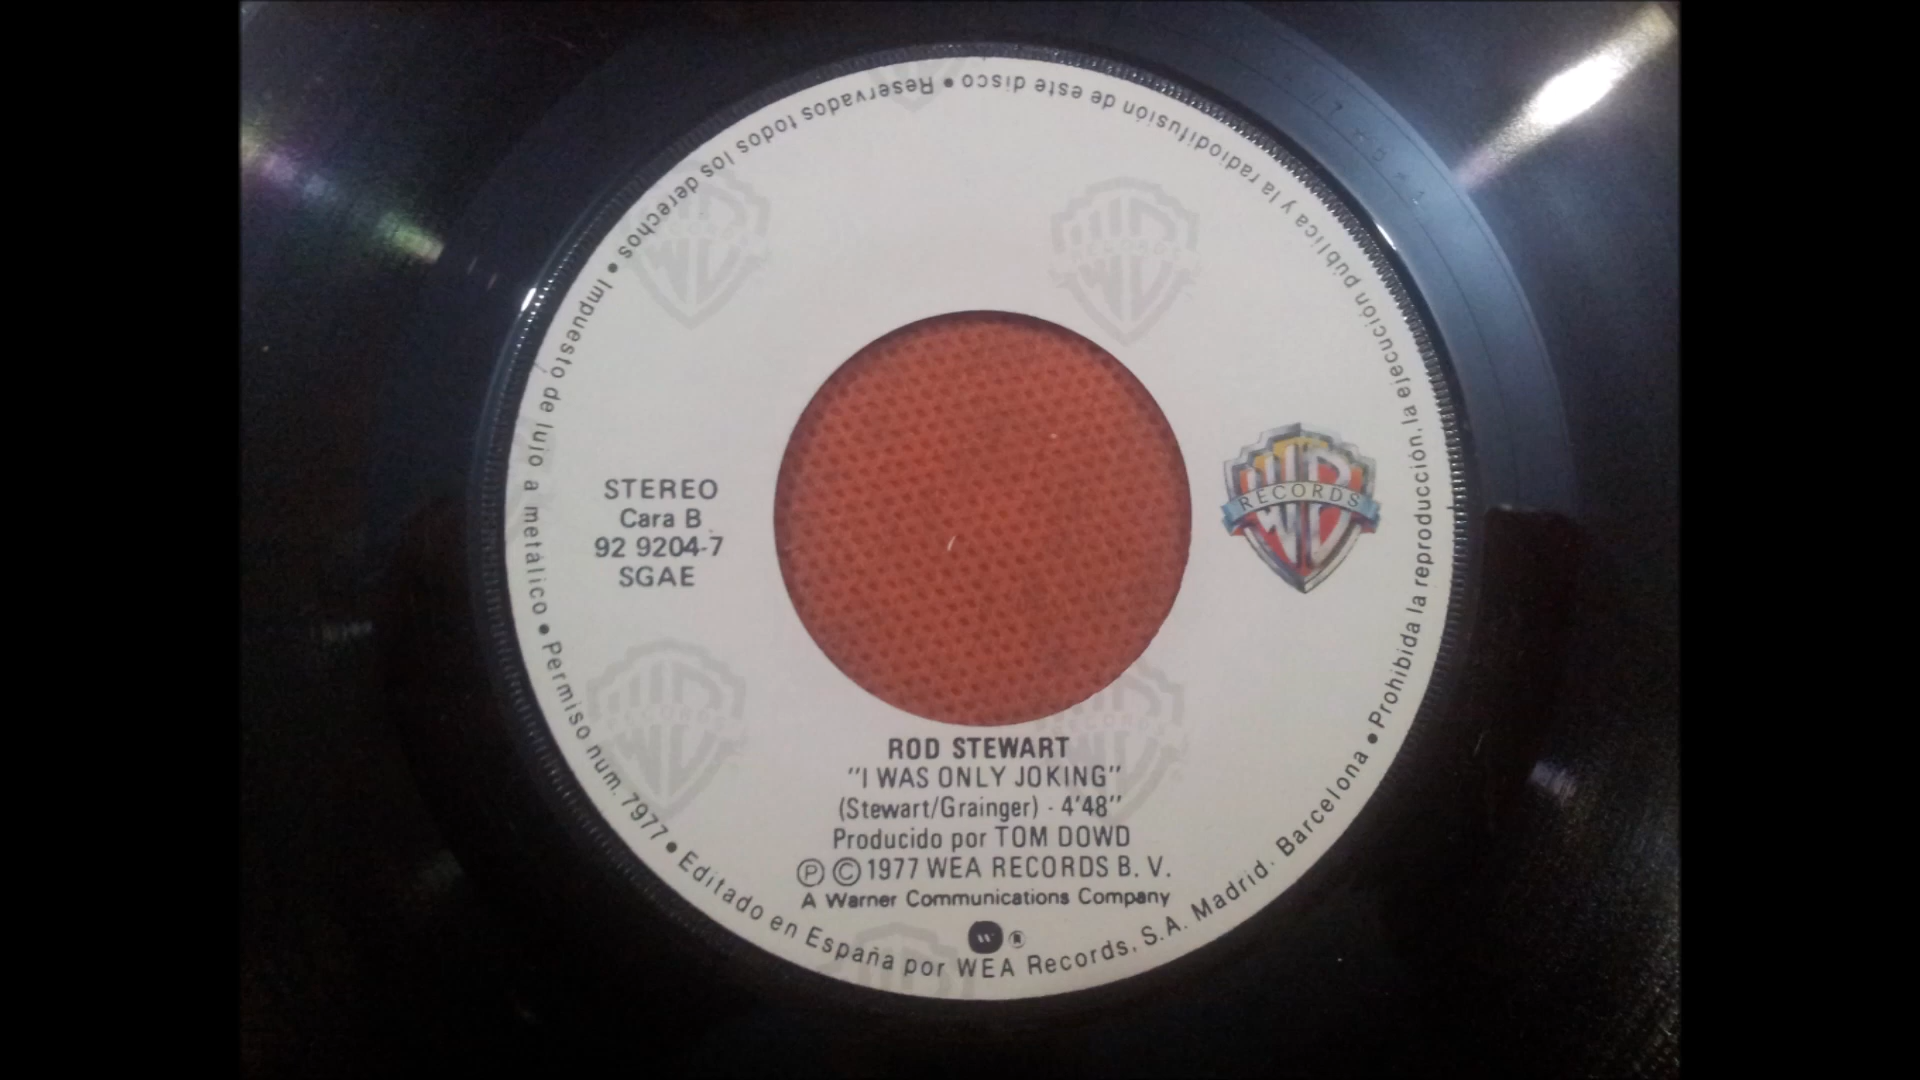 STEREO
Cara B
92 9204-7
SGAE
RECORDS
ROD STEWART
"I WAS ONLY JOKING"
(Stewart/Grainger) - 4'48"
Producido por TOM DOWD
Ⓟ © 1977 WEA RECORDS B. V.
A Warner Communications Company
®
• Prohibida la reproducción, la ejecución pública y la radiodifusión de este disco • Reservados todos los derechos • Impuesto de lujo a metálico • Permiso num. 7977 • Editado en España por WEA Records, S.A. Madrid - Barcelona